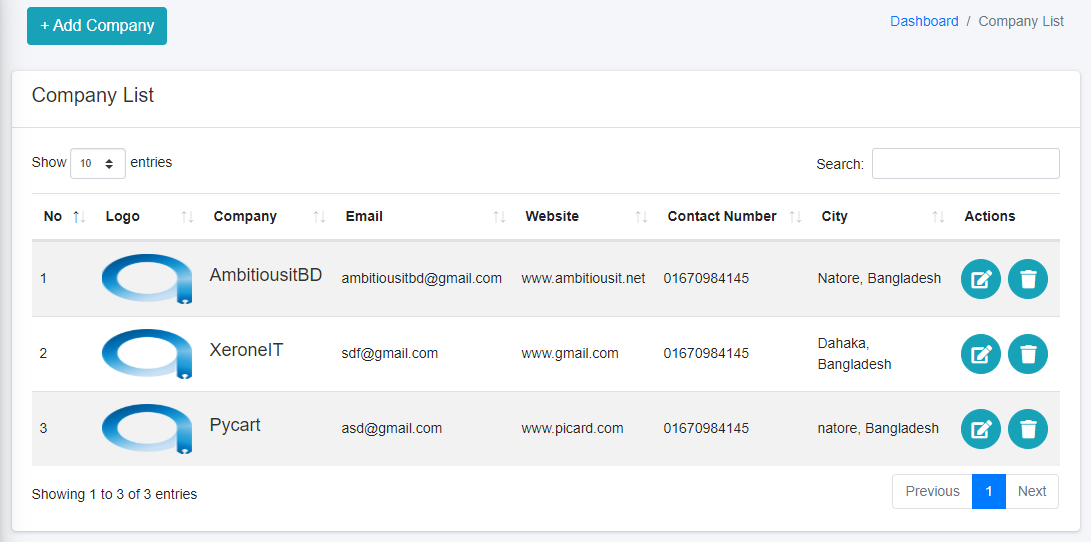 + Add Company
Dashboard / Company List
Company List
Show 10 entries
Search:
No Logo Company Email Website Contact Number City Actions
1 AmbitiousitBD ambitiousitbd@gmail.com www.ambitiousit.net 01670984145 Natore, Bangladesh
2 XeroneIT sdf@gmail.com www.gmail.com 01670984145 Dahaka,
Bangladesh
3 Pycart asd@gmail.com www.picard.com 01670984145 natore, Bangladesh
Showing 1 to 3 of 3 entries
Previous 1 Next